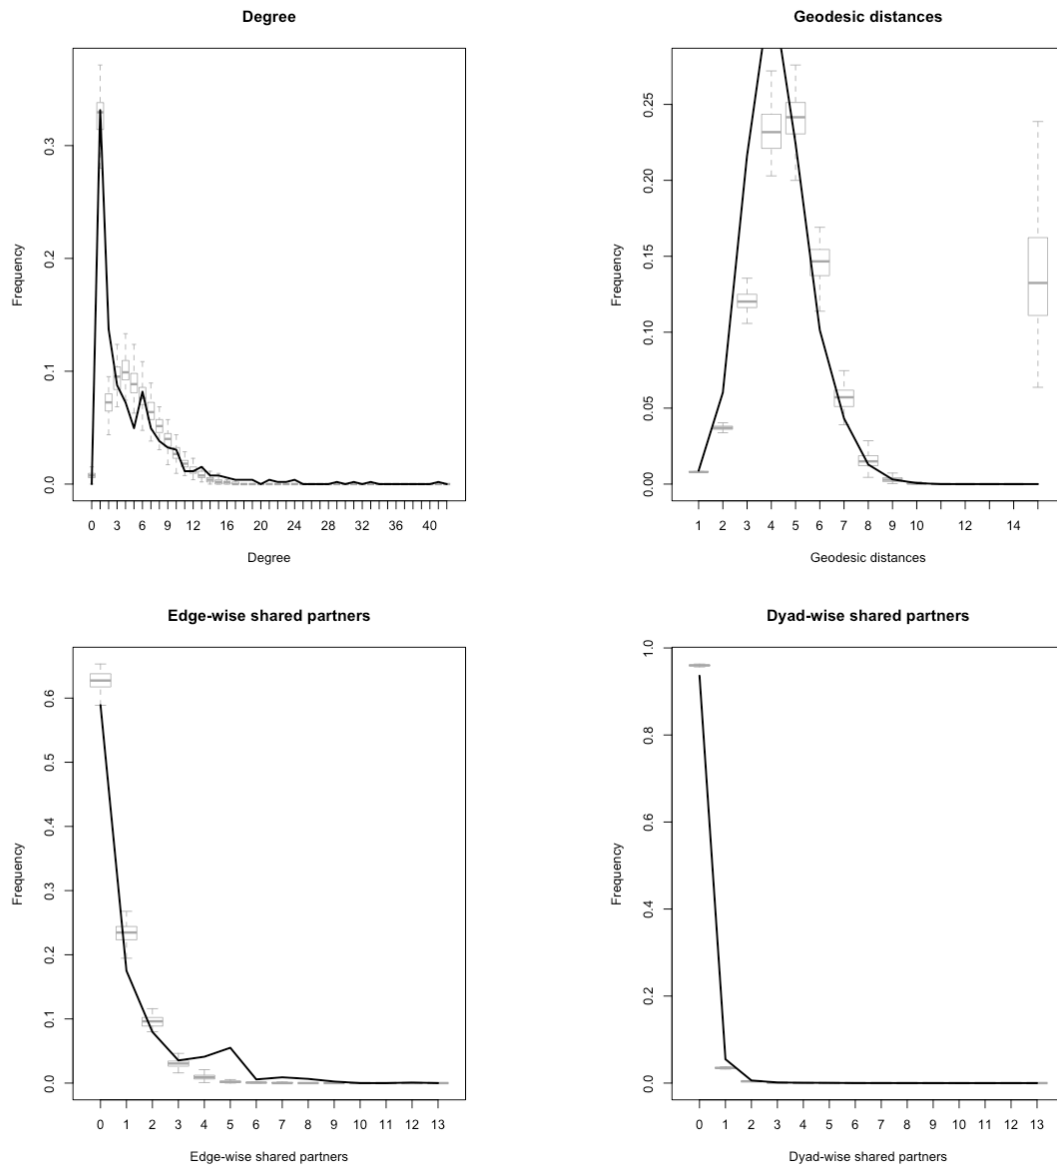 Degree
Frequency
0.0 0.1 0.2 0.3
0 3 6 9 12 16 20 24 28 32 36 40
Degree
Geodesic distances
Frequency
0.00 0.05 0.10 0.15 0.20 0.25
1 2 3 4 5 6 7 8 9 10 12 14
Geodesic distances
Edge-wise shared partners
Frequency
0.0 0.1 0.2 0.3 0.4 0.5 0.6
0 1 2 3 4 5 6 7 8 9 10 11 12 13
Edge-wise shared partners
Dyad-wise shared partners
Frequency
0.0 0.2 0.4 0.6 0.8 1.0
0 1 2 3 4 5 6 7 8 9 10 11 12 13
Dyad-wise shared partners